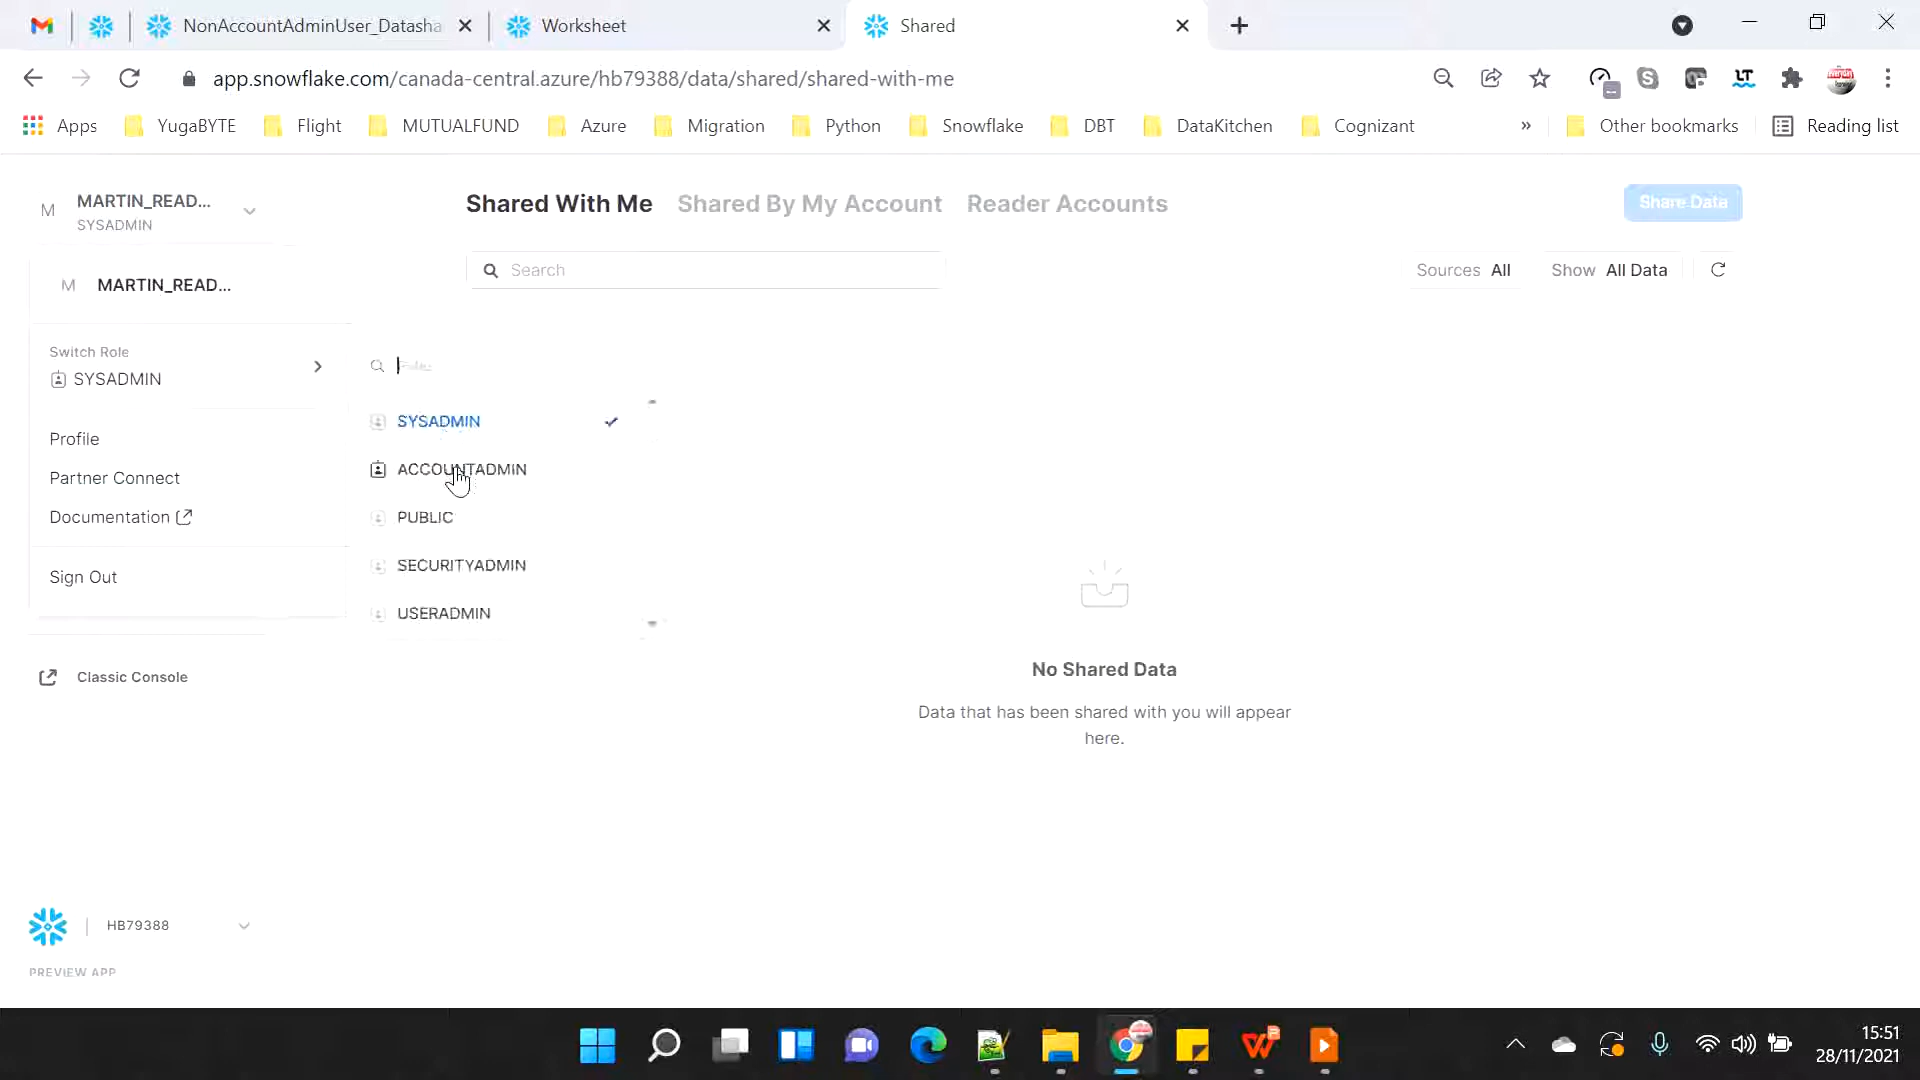 NonAccountAdminUser_Datasha
Worksheet
Shared
app.snowflake.com/canada-central.azure/hb79388/data/shared/shared-with-me
Apps
YugaBYTE
Flight
MUTUALFUND
Azure
Migration
Python
Snowflake
DBT
DataKitchen
Cognizant
»
Other bookmarks
Reading list
M
MARTIN_READ...
SYSADMIN
Shared With Me
Shared By My Account
Reader Accounts
Share Data
Search
Sources All
Show All Data
M
MARTIN_READ...
Switch Role
SYSADMIN
SYSADMIN
ACCOUNTADMIN
PUBLIC
SECURITYADMIN
USERADMIN
Profile
Partner Connect
Documentation
Sign Out
Classic Console
No Shared Data
Data that has been shared with you will appear
here.
HB79388
PREVIEW APP
15:51
28/11/2021